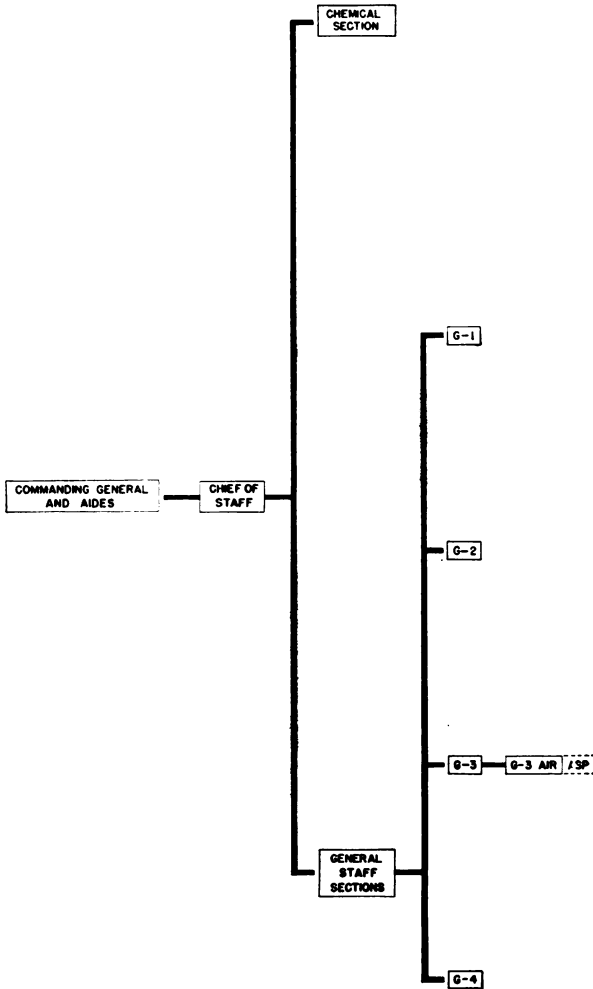 CHEMICAL
SECTION
G-1
COMMANDING GENERAL
AND AIDES
CHIEF OF
STAFF
G-2
G-3
G-3 AIR
GENERAL
STAFF
SECTIONS
G-4